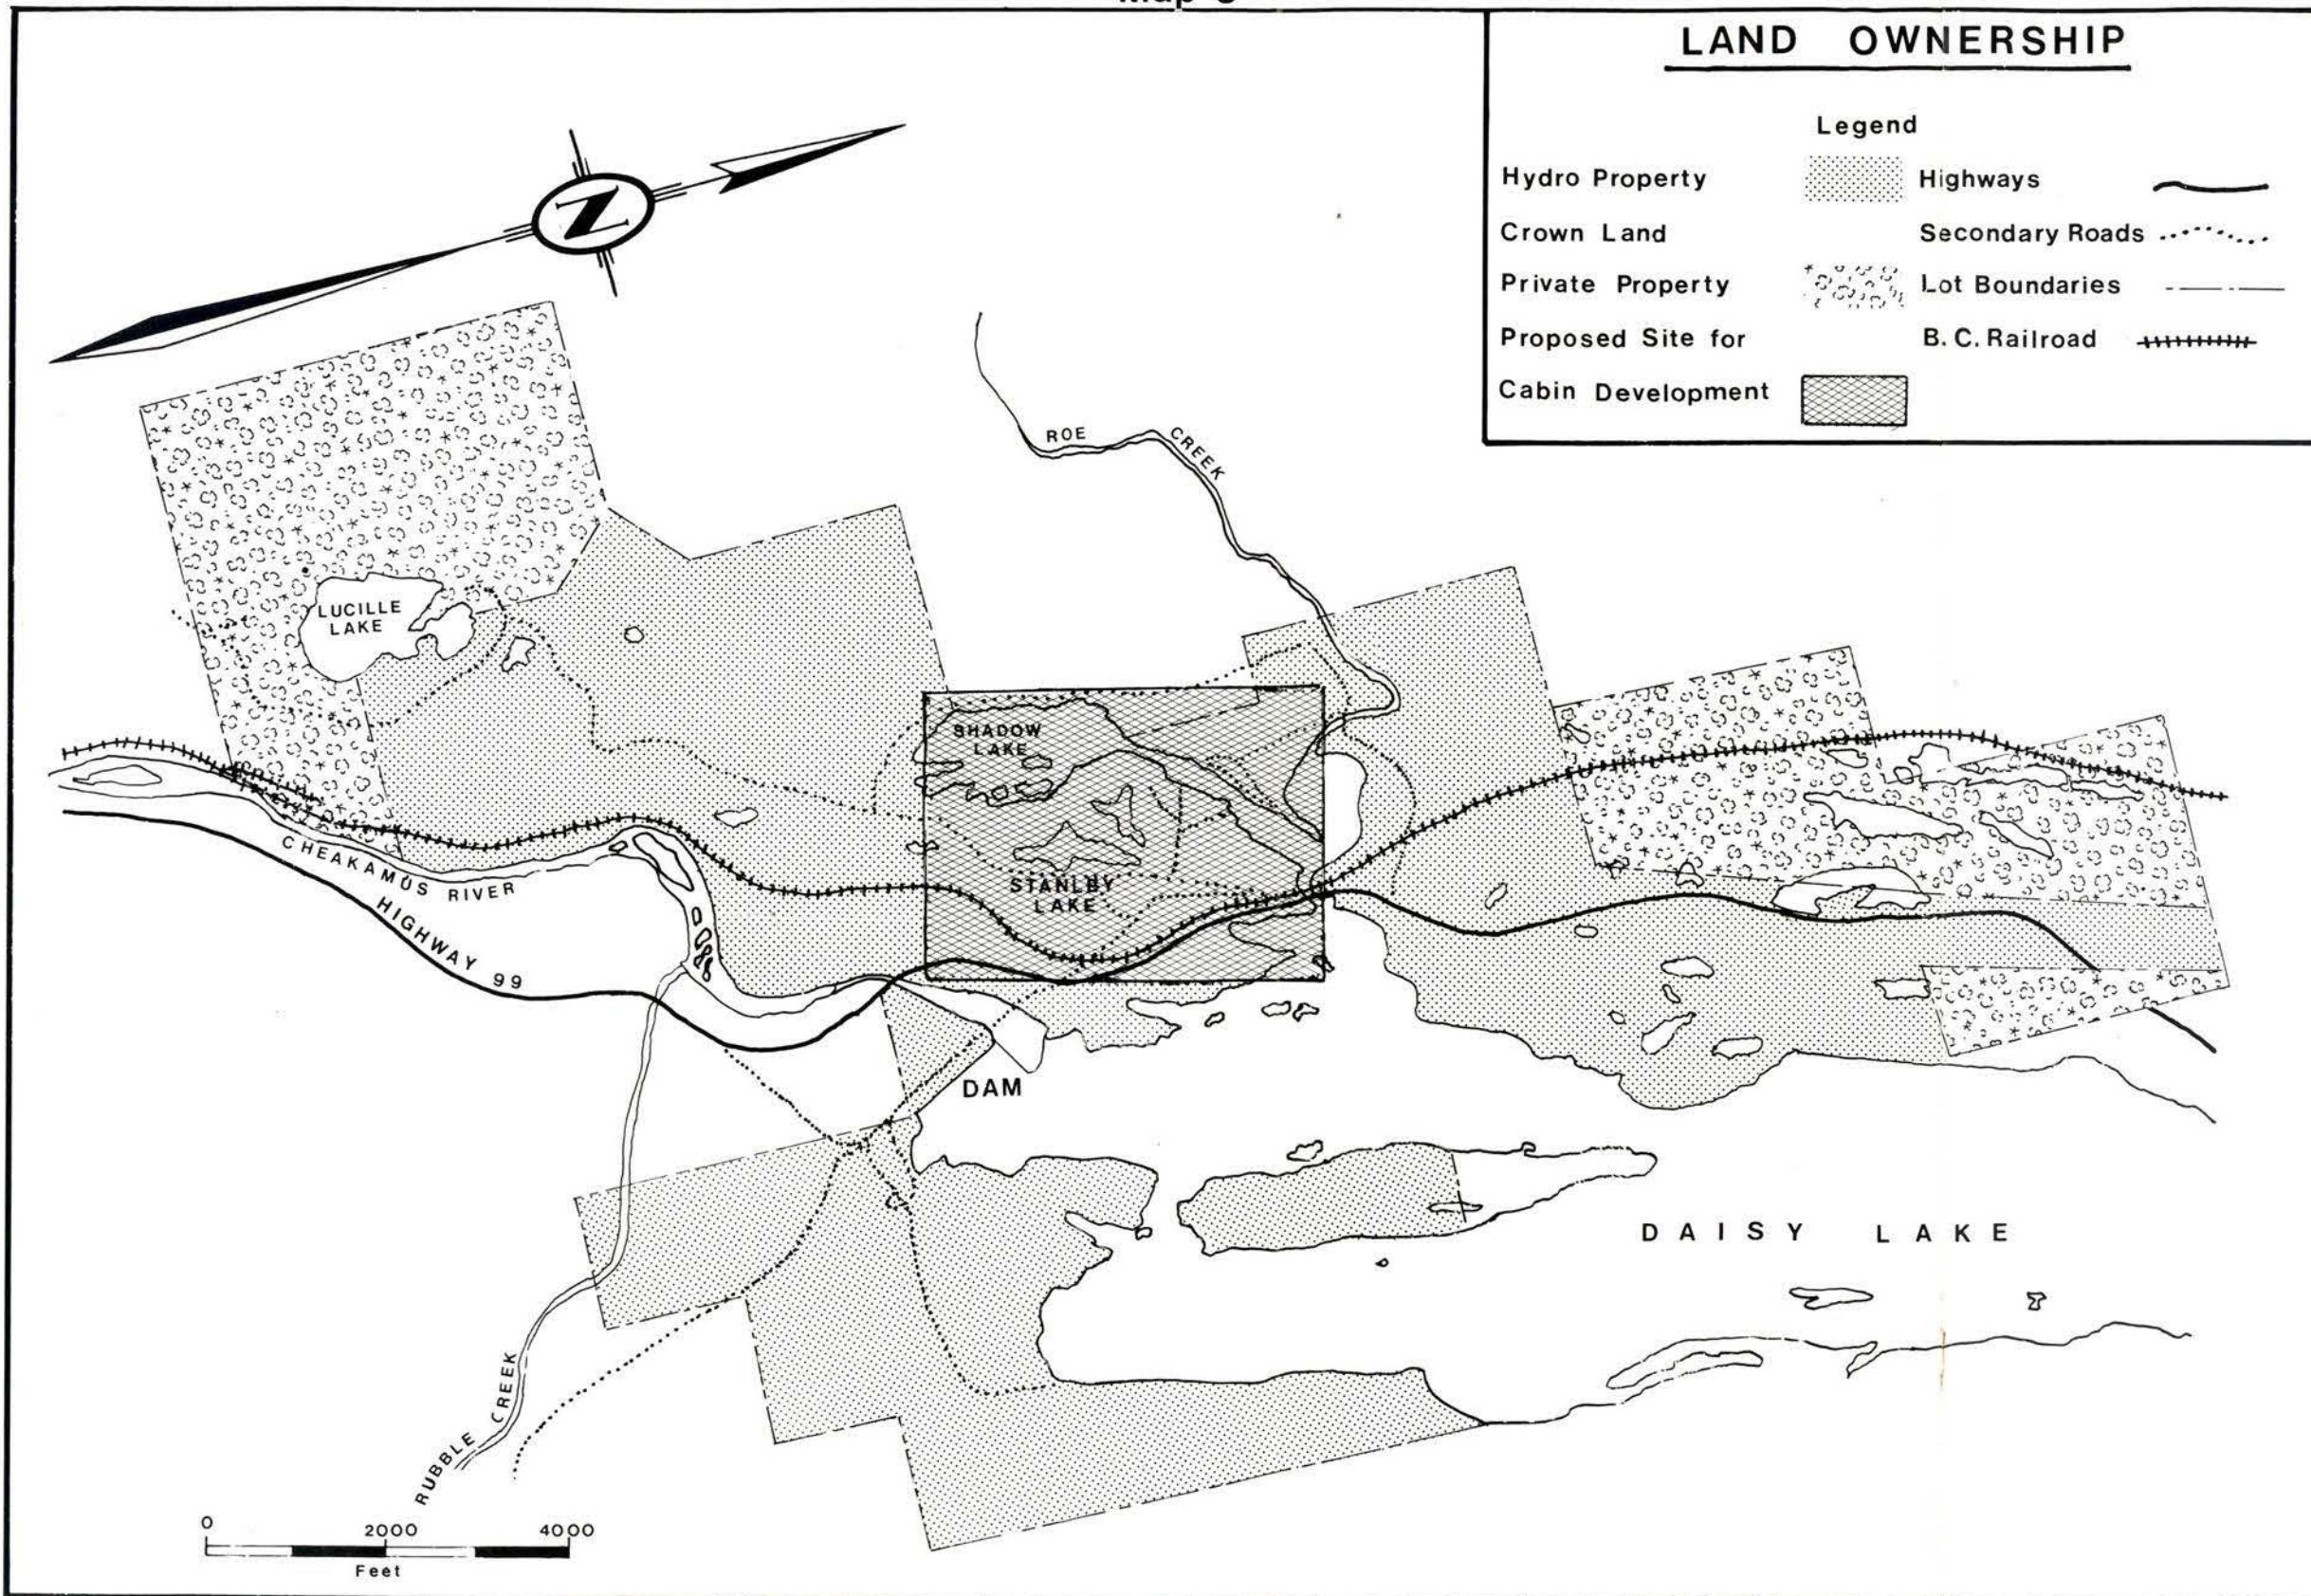 LAND OWNERSHIP
Legend
Hydro Property
Highways
Crown Land
Secondary Roads
Private Property
Lot Boundaries
Proposed Site for
B.C. Railroad
Cabin Development
N
ROE CREEK
LUCILLE
LAKE
SHADOW
LAKE
STANLEY
LAKE
CHEAKAMUS RIVER
HIGHWAY 99
DAM
DAISY LAKE
RUBBLE CREEK
0 2000 4000
Feet